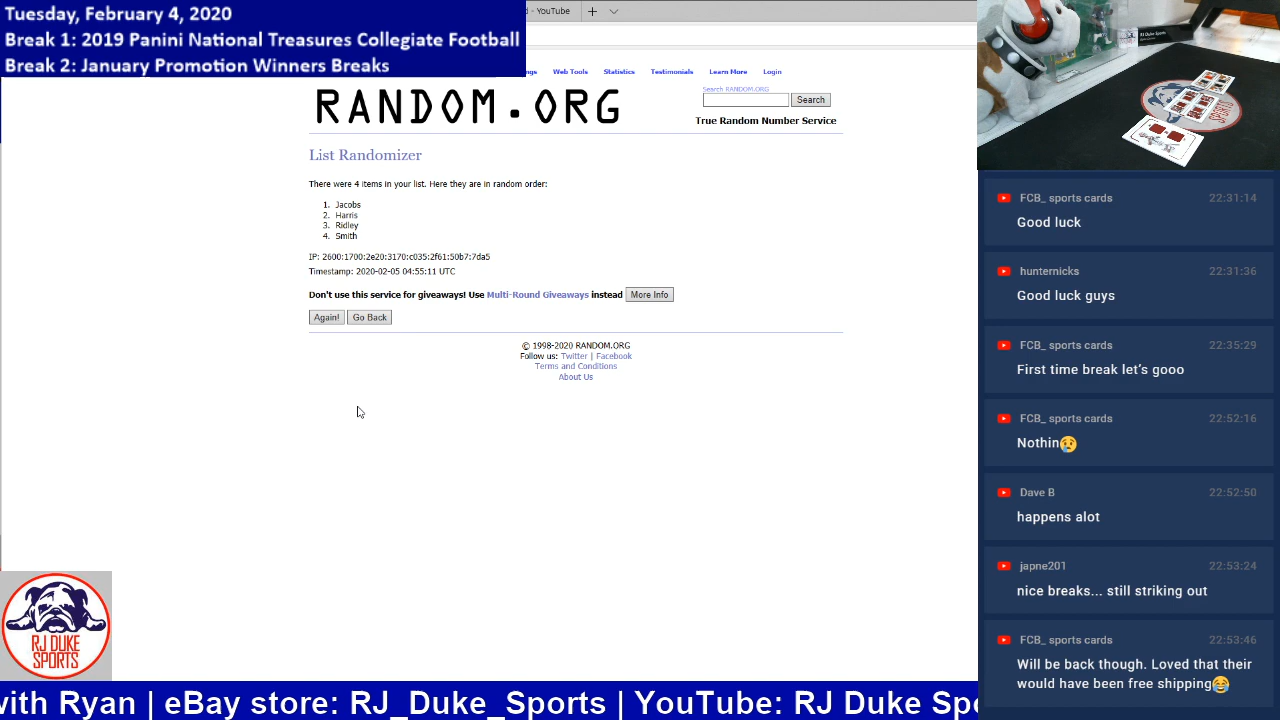 Tuesday, February 4, 2020
Break 1: 2019 Panini National Treasures Collegiate Football
Break 2: January Promotion Winners Breaks
d - YouTube
ngs Web Tools Statistics Testimonials Learn More Login
RANDOM.ORG
Search RANDOM.ORG
Search
True Random Number Service
List Randomizer
There were 4 items in your list. Here they are in random order:
1. Jacobs
2. Harris
3. Ridley
4. Smith
IP: 2600:1700:2e20:3170:c035:2f61:50b7:7da5
Timestamp: 2020-02-05 04:55:11 UTC
Don't use this service for giveaways! Use Multi-Round Giveaways instead More Info
Again! Go Back
© 1998-2020 RANDOM.ORG
Follow us: Twitter | Facebook
Terms and Conditions
About Us
FCB_ sports cards 22:31:14
Good luck
hunternicks 22:31:36
Good luck guys
FCB_ sports cards 22:35:29
First time break let’s gooo
FCB_ sports cards 22:52:16
Nothin😢
Dave B 22:52:50
happens alot
japne201 22:53:24
nice breaks... still striking out
FCB_ sports cards 22:53:46
Will be back though. Loved that their
would have been free shipping😂
RJ DUKE
SPORTS
vith Ryan | eBay store: RJ_Duke_Sports | YouTube: RJ Duke Spo